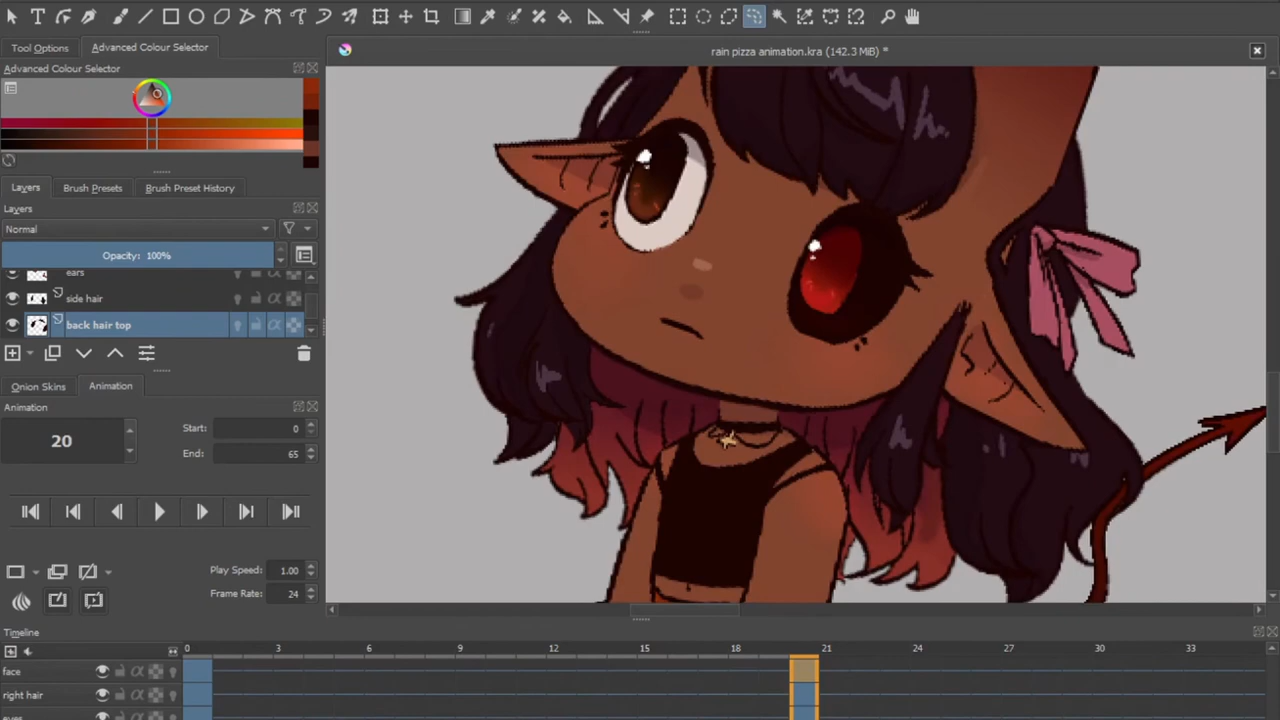 rain pizza animation.kra (142.3 MiB) *
Tool Options
Advanced Colour Selector
Advanced Colour Selector
Layers
Brush Presets
Brush Preset History
Layers
Normal
Opacity: 100%
ears
side hair
back hair top
Onion Skins
Animation
Animation
20
Start:
0
End:
65
Play Speed:
1.00
Frame Rate:
24
Timeline
0 3 6 9 12 15 18 21 24 27 30 33
face
right hair
eyes